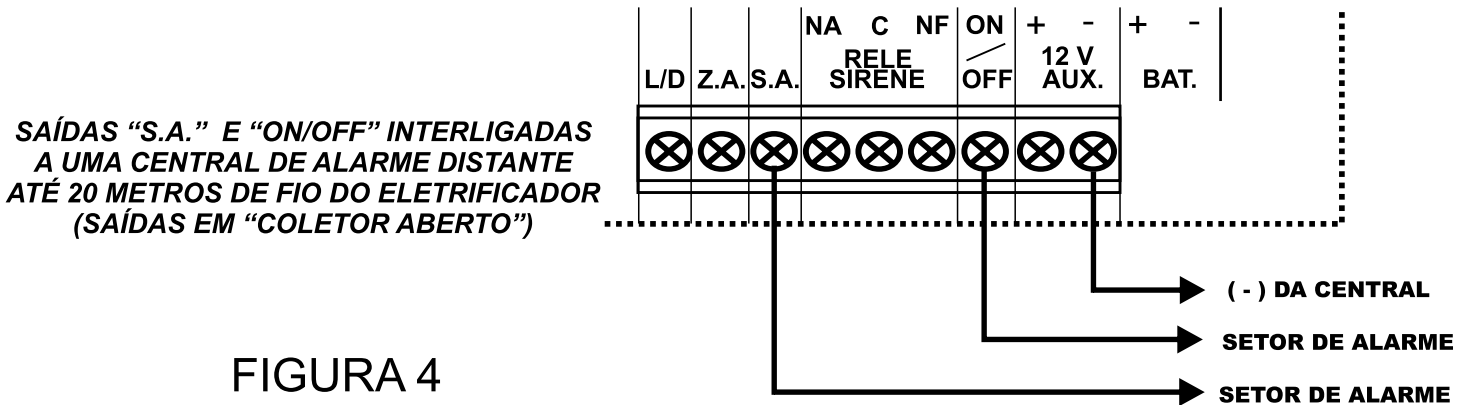 NA C NF ON + - + -
RELE 12 V
L/D Z.A. S.A. SIRENE OFF AUX. BAT.
SAÍDAS “S.A.” E “ON/OFF” INTERLIGADAS
A UMA CENTRAL DE ALARME DISTANTE
ATÉ 20 METROS DE FIO DO ELETRIFICADOR
(SAÍDAS EM “COLETOR ABERTO”)
( - ) DA CENTRAL
SETOR DE ALARME
SETOR DE ALARME
FIGURA 4